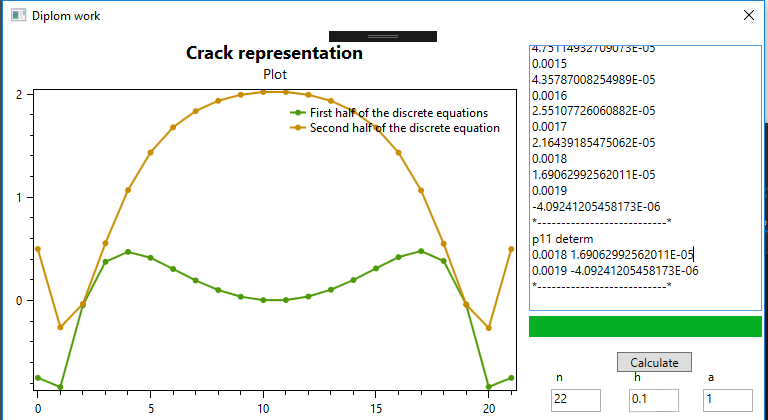 Diplom work
Crack representation
Plot
First half of the discrete equations
Second half of the discrete equation
2
1
0
0
5
10
15
20
4.75114932709073E-05
0.0015
4.35787008254989E-05
0.0016
2.55107726060882E-05
0.0017
2.16439185475062E-05
0.0018
1.69062992562011E-05
0.0019
-4.09241205458173E-06
*---------------------------*
p11 determ
0.0018 1.69062992562011E-05
0.0019 -4.09241205458173E-06
*---------------------------*
Calculate
n h a
22 0.1 1